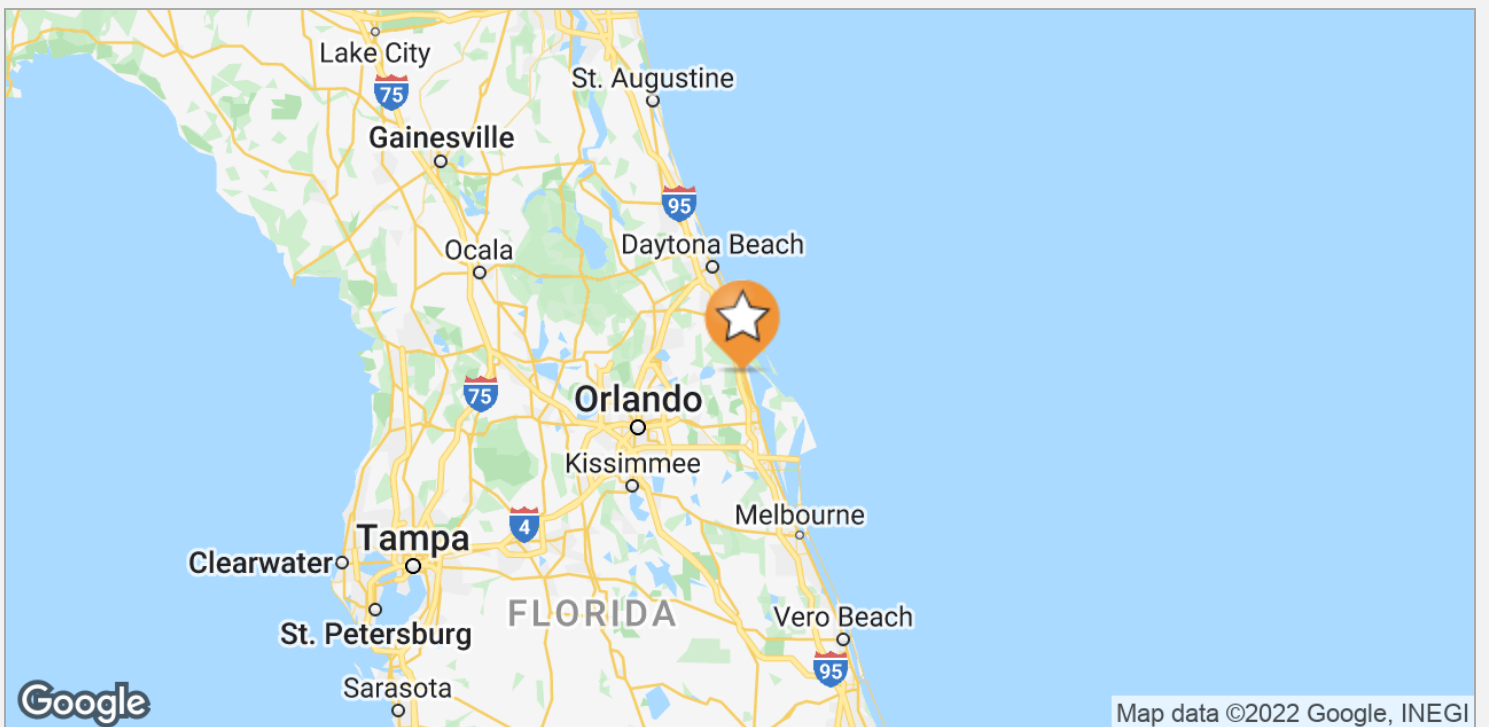 Lake City
75
St. Augustine
Gainesville
95
Daytona Beach
Ocala
75
Orlando
Kissimmee
4
Melbourne
Tampa
Clearwater
FLORIDA
Vero Beach
St. Petersburg
95
Sarasota
Google
Map data ©2022 Google, INEGI